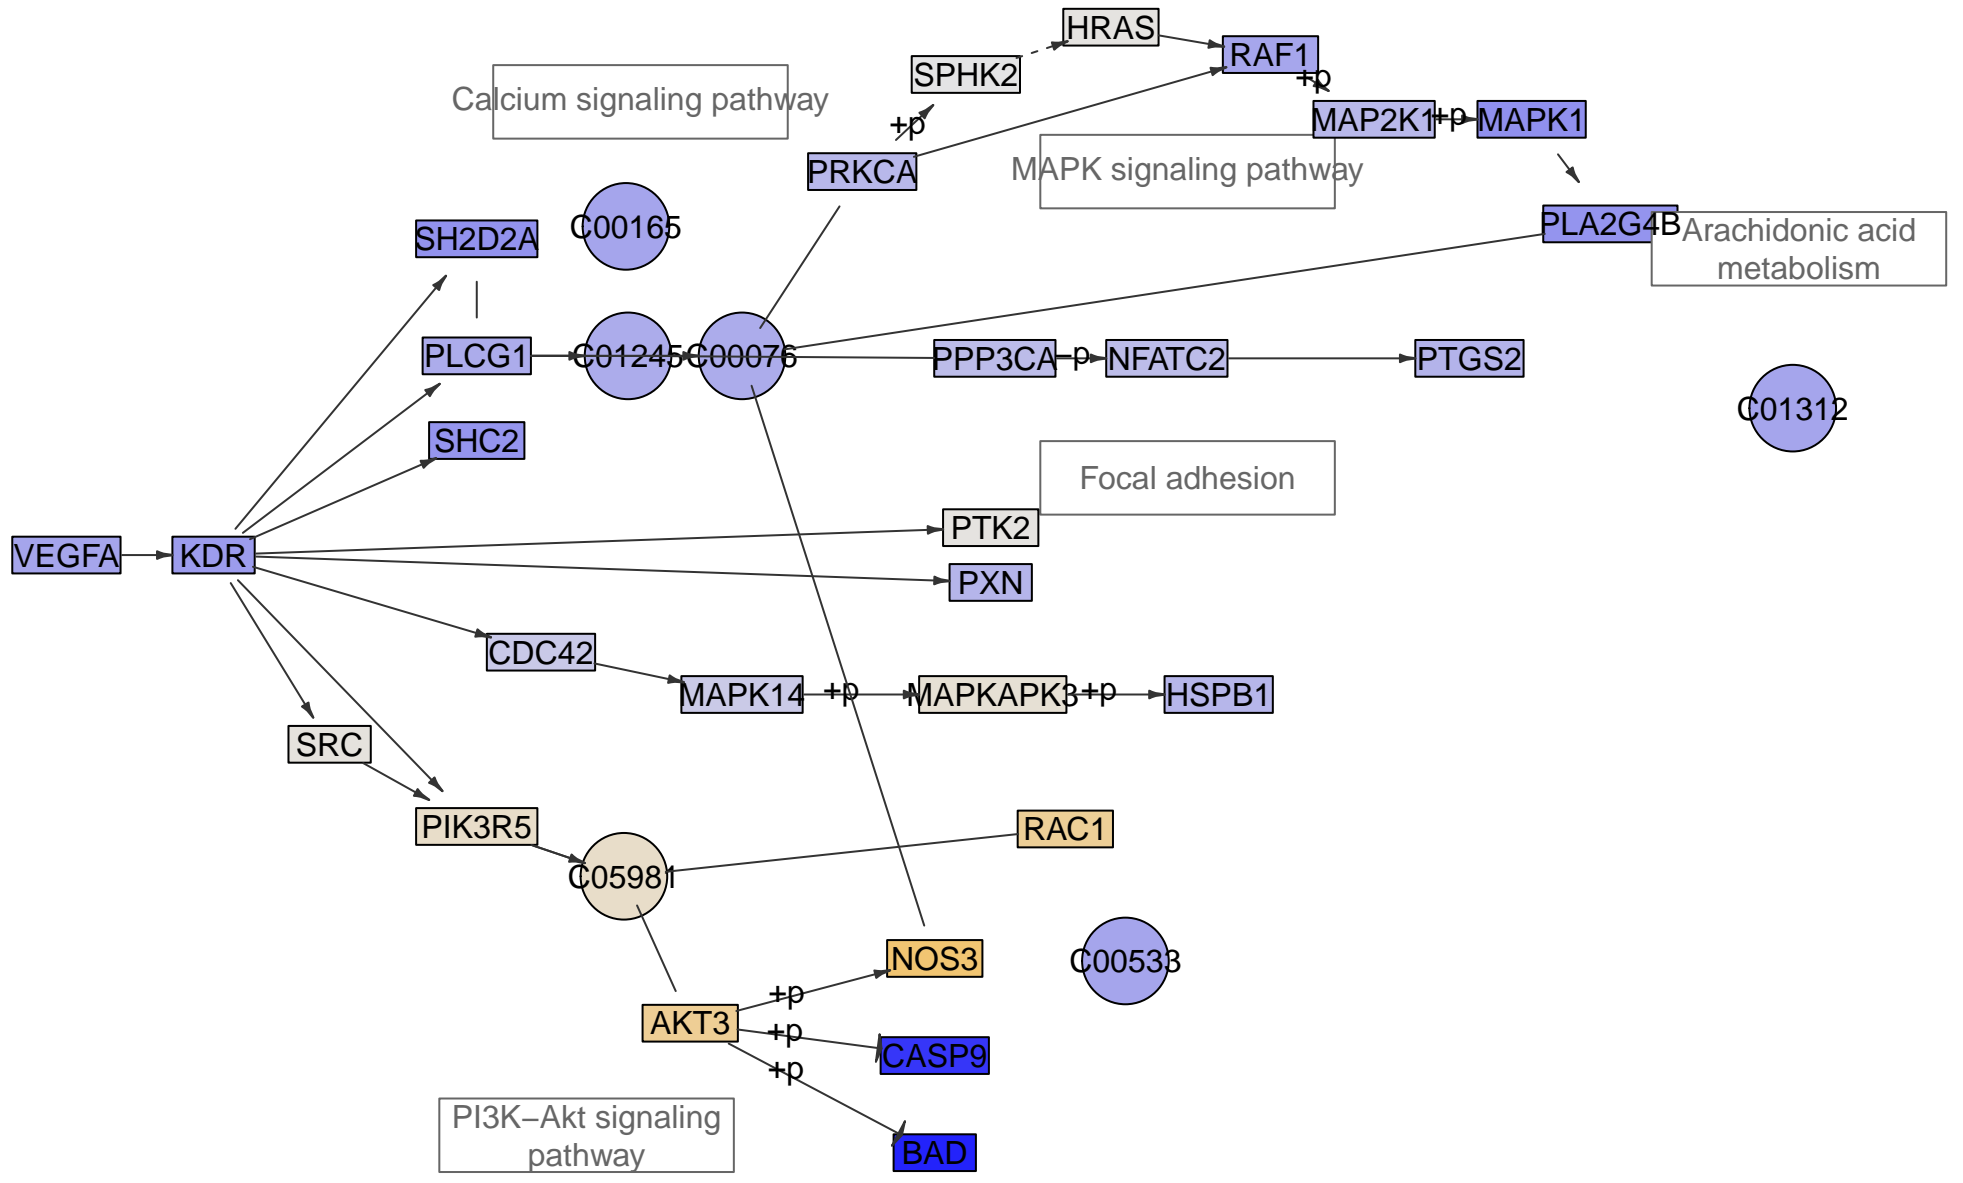 HRAS
RAF1
+p
SPHK2
Calcium signaling pathway
+p
MAP2K1
+p
MAPK1
PRKCA
MAPK signaling pathway
C00165
SH2D2A
PLA2G4B
Arachidonic acid
metabolism
PLCG1
C01245
C00076
PPP3CA
-p
NFATC2
PTGS2
C01312
SHC2
Focal adhesion
PTK2
VEGFA
KDR
PXN
CDC42
MAPK14
+p
MAPKAPK3
+p
HSPB1
SRC
PIK3R5
RAC1
C05981
NOS3
C00533
+p
AKT3
+p
CASP9
+p
PI3K−Akt signaling
pathway
BAD